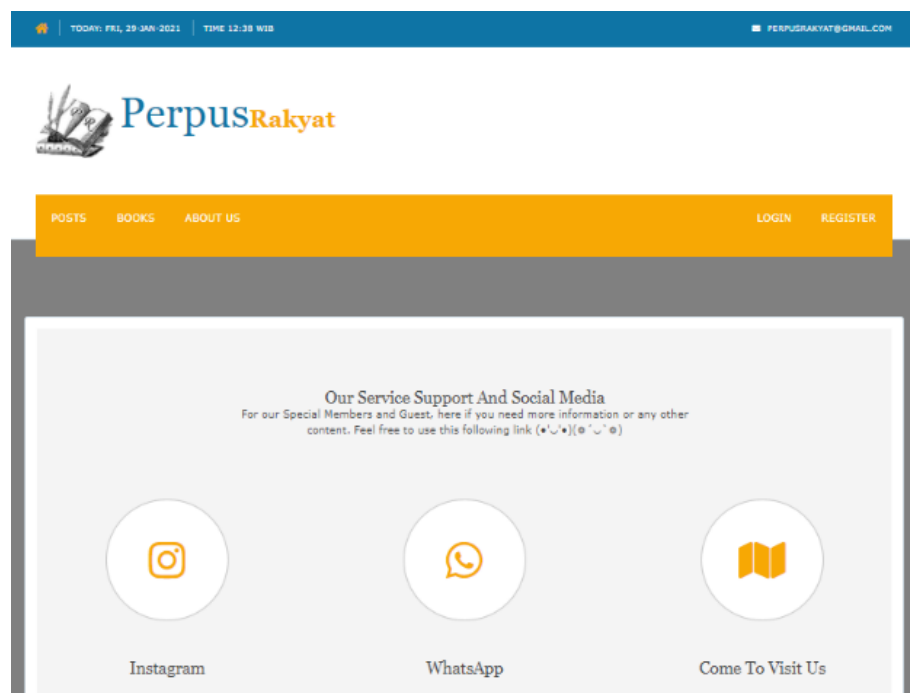 TODAY: FRI, 29-JAN-2021 TIME 12:38 WIB PERPUSRAKYAT@GMAIL.COM
PerpusRakyat
POSTS BOOKS ABOUT US LOGIN REGISTER
Our Service Support And Social Media
For our Special Members and Guest, here if you need more information or any other
content. Feel free to use this following link (●'◡'●)(❁´◡`❁)
Instagram WhatsApp Come To Visit Us